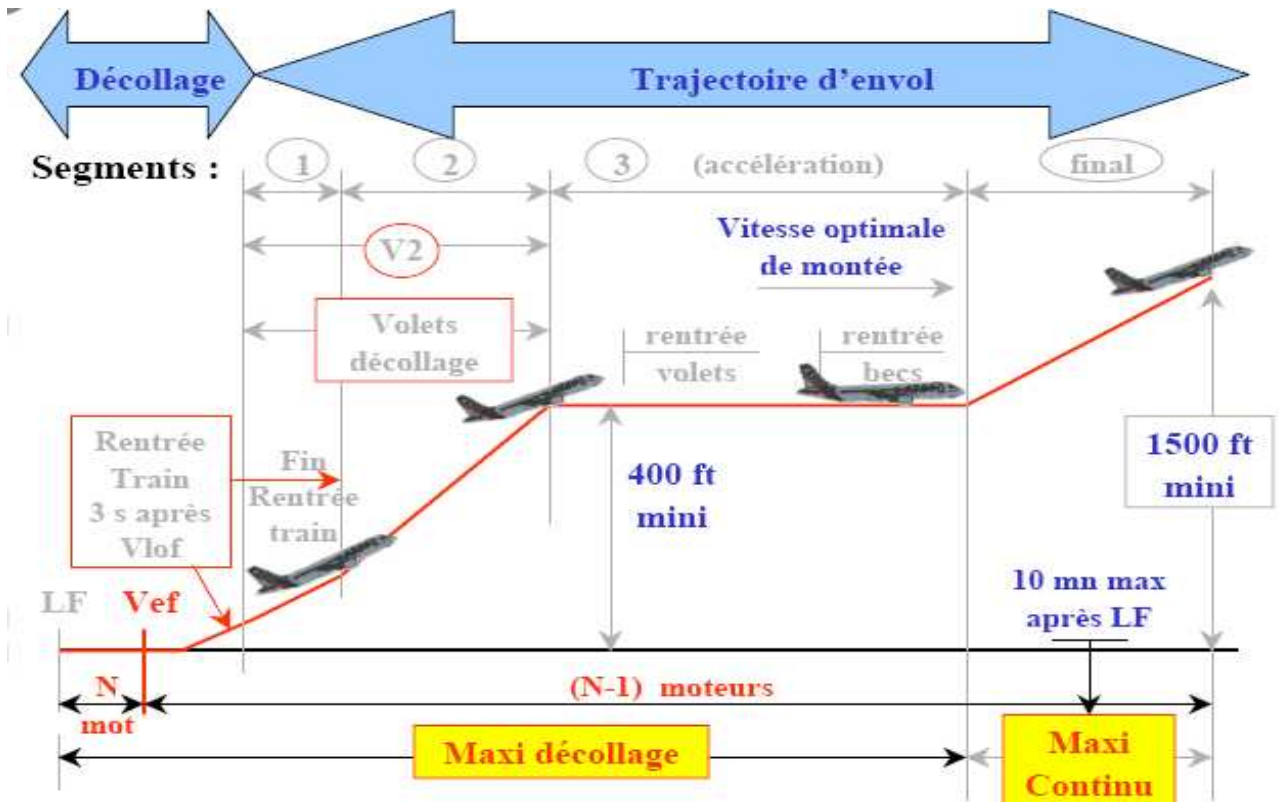 Décollage
Trajectoire d'envol
Segments :
1
2
3
(accélération)
final
V2
Vitesse optimale
de montée
Volets
décollage
rentrée
volets
rentrée
becs
Rentrée
Train
3 s après
Vlof
Fin
Rentrée
train
400 ft
mini
1500 ft
mini
LF
Vef
10 mn max
après LF
N
mot
(N-1) moteurs
Maxi décollage
Maxi
Continu